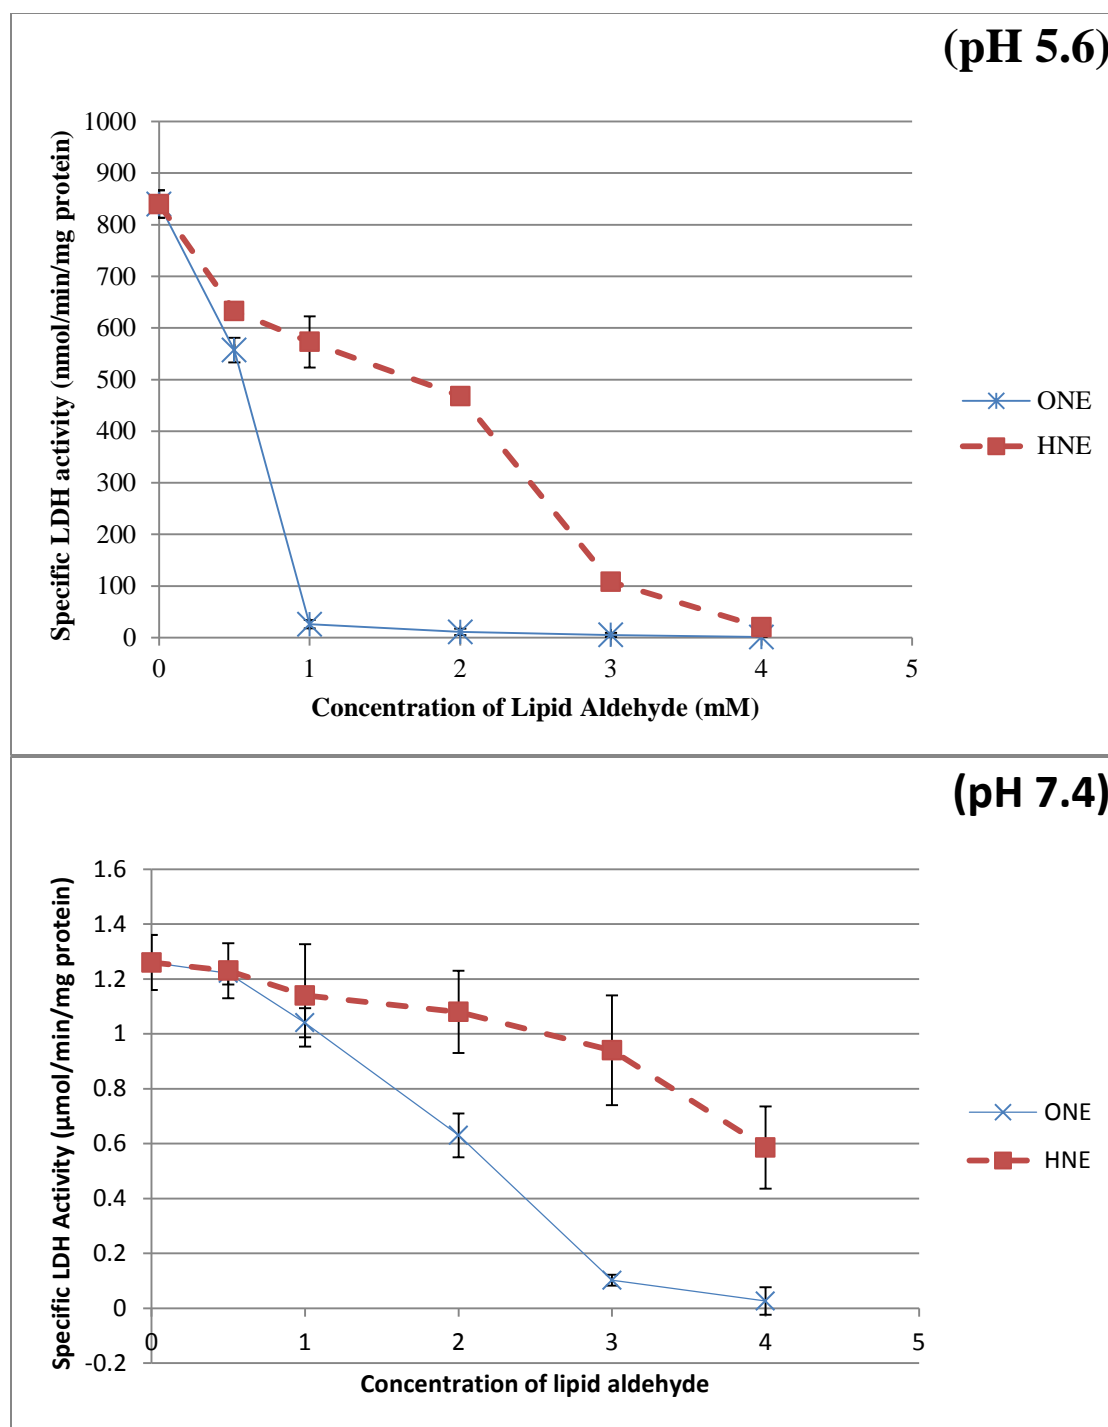 (pH 5.6)
Specific LDH activity (nmol/min/mg protein)
1000
900
800
700
600
500
400
300
200
100
0
0 1 2 3 4 5
Concentration of Lipid Aldehyde (mM)
ONE
HNE
(pH 7.4)
Specific LDH Activity (µmol/min/mg protein)
1.6
1.4
1.2
1
0.8
0.6
0.4
0.2
0
-0.2
0 1 2 3 4 5
Concentration of lipid aldehyde
ONE
HNE